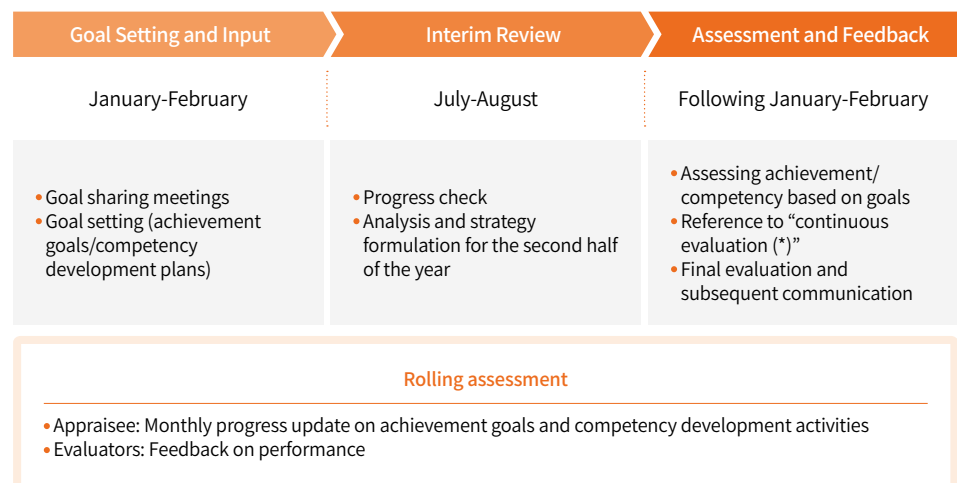 Goal Setting and Input
Interim Review
Assessment and Feedback
January-February
July-August
Following January-February
• Goal sharing meetings
• Goal setting (achievement
goals/competency
development plans)
• Progress check
• Analysis and strategy
formulation for the second half
of the year
• Assessing achievement/
competency based on goals
• Reference to “continuous
evaluation (*)”
• Final evaluation and
subsequent communication
Rolling assessment
• Appraisee: Monthly progress update on achievement goals and competency development activities
• Evaluators: Feedback on performance